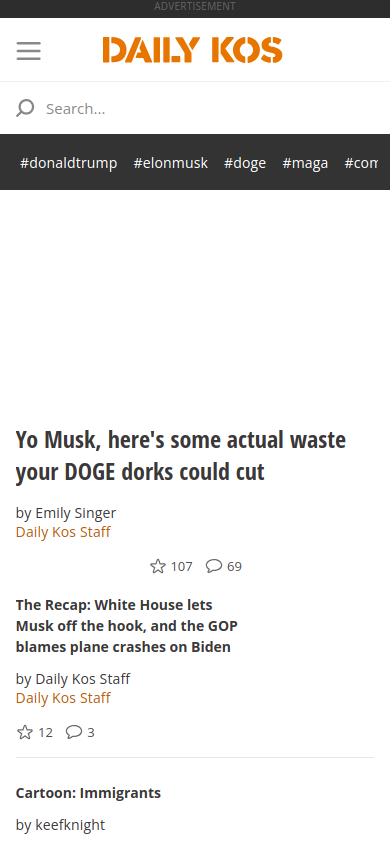 ADVERTISEMENT
DAILY KOS
Search...
#donaldtrump #elonmusk #doge #maga #com
Yo Musk, here's some actual waste
your DOGE dorks could cut
by Emily Singer
Daily Kos Staff
107 69
The Recap: White House lets
Musk off the hook, and the GOP
blames plane crashes on Biden
by Daily Kos Staff
Daily Kos Staff
12 3
Cartoon: Immigrants
by keefknight